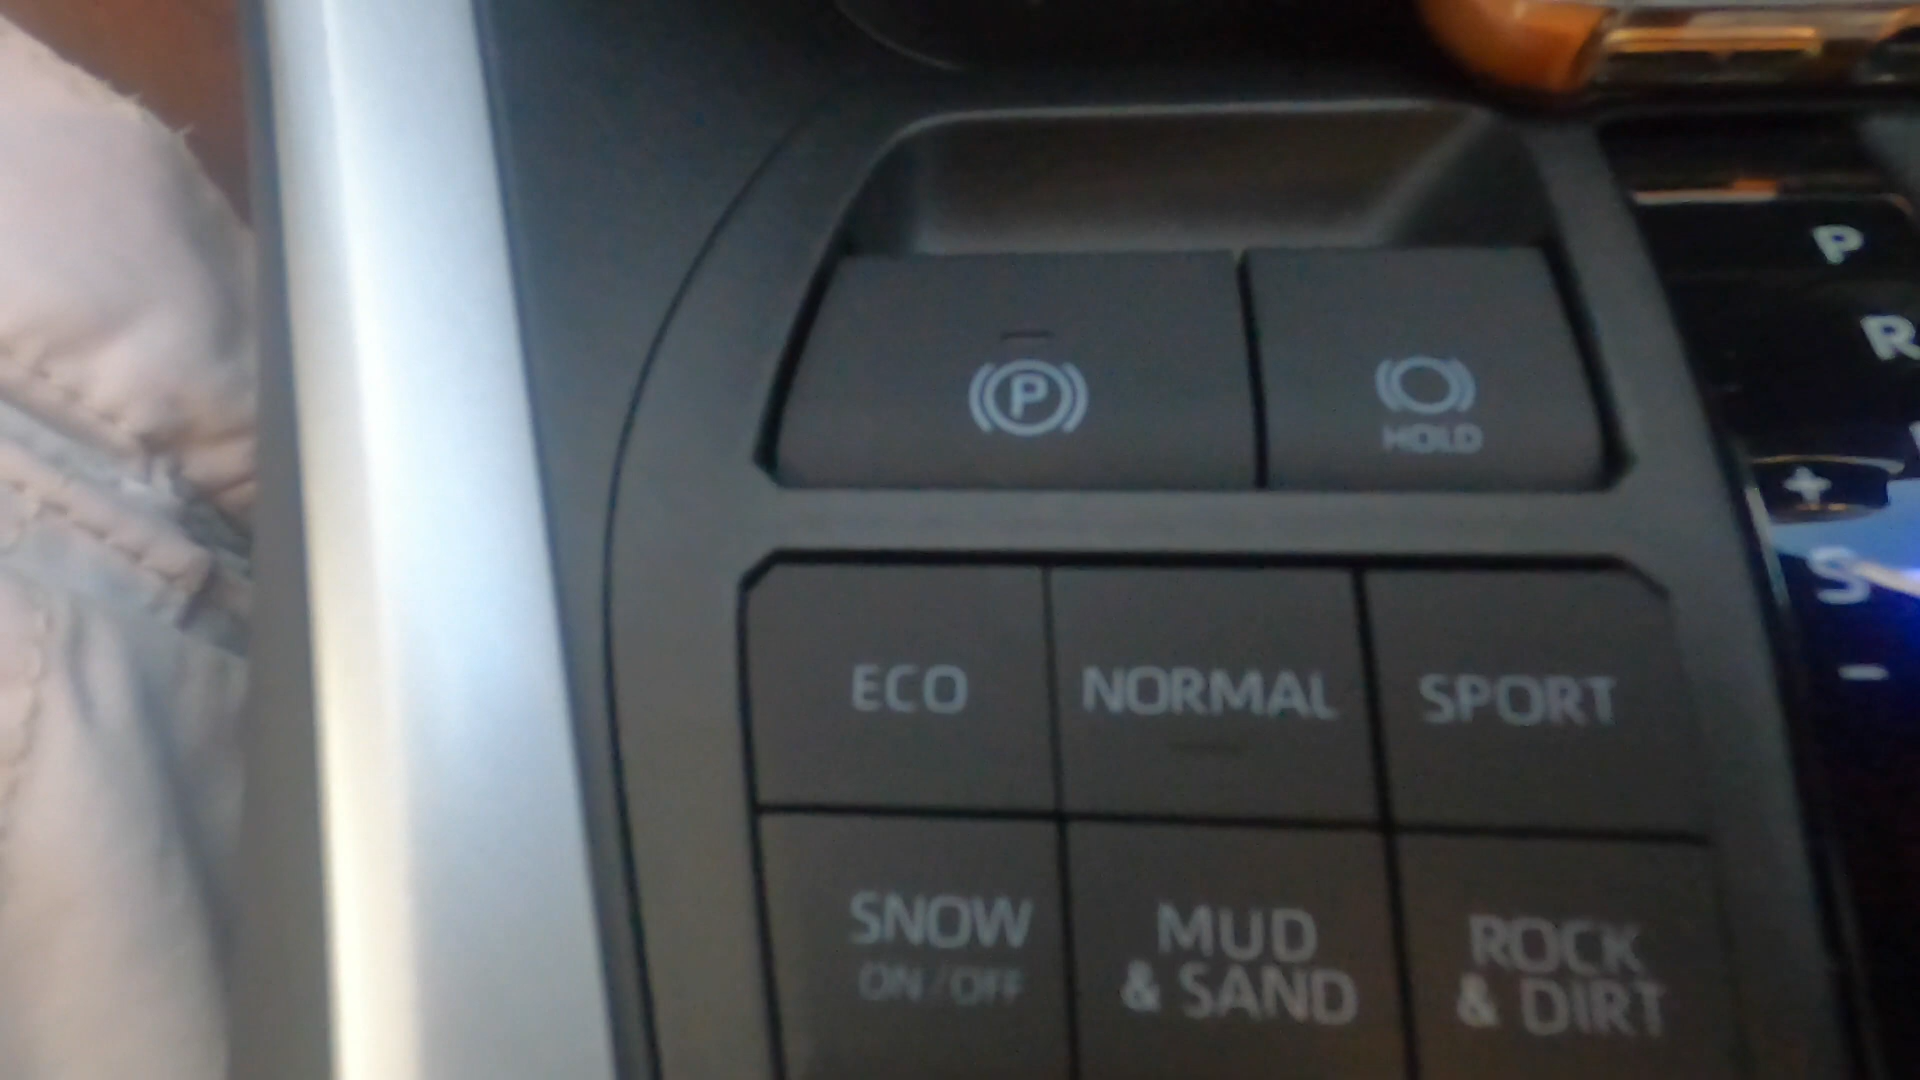 P
R
P
HOLD
+
S
-
ECO NORMAL SPORT
SNOW
ON/OFF
MUD
& SAND
ROCK
& DIRT